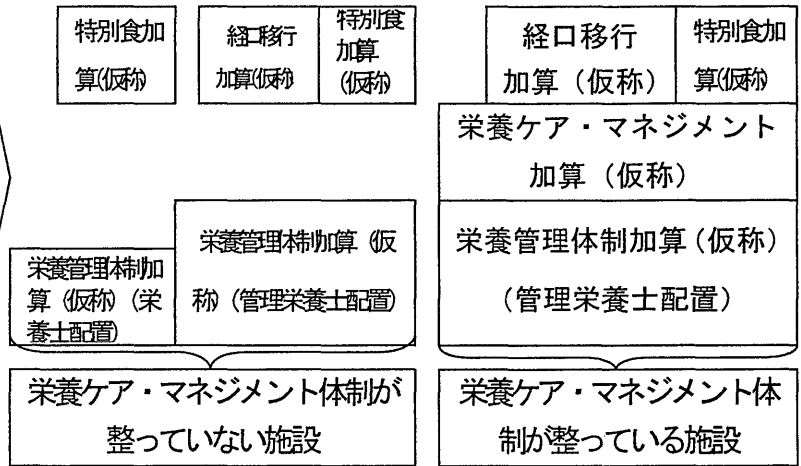 特別食加
算(仮称)
経口移行
加算(仮称)
特別食
加算
(仮称)
経口移行
加算（仮称）
特別食加
算(仮称)
栄養ケア・マネジメント
加算（仮称）
栄養管理体制加
算（仮称）（栄
養士配置）
栄養管理体制加算（仮
称）（管理栄養士配置）
栄養管理体制加算（仮称）
（管理栄養士配置）
栄養ケア・マネジメント体制が
整っていない施設
栄養ケア・マネジメント体
制が整っている施設